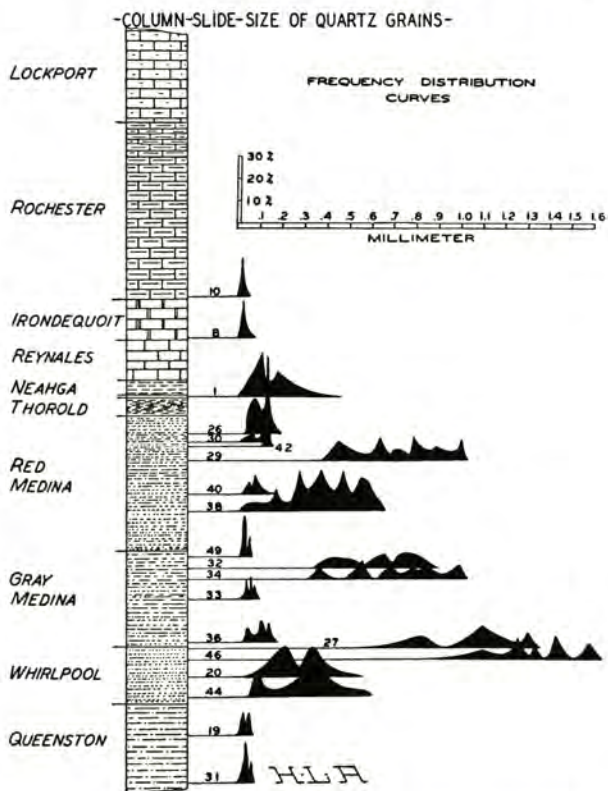 -COLUMN-SLIDE-SIZE OF QUARTZ GRAINS-
LOCKPORT
FREQUENCY DISTRIBUTION
CURVES
30%
20%
10%
.1 .2 .3 .4 .5 .6 .7 .8 .9 1.0 1.1 1.2 1.3 1.4 1.5 1.6
MILLIMETER
ROCHESTER
10
IRONDEQUOIT
8
REYNALES
NEAHGA
1
THOROLD
26
30
42
29
RED
MEDINA
40
38
49
32
34
GRAY
MEDINA
33
36
27
46
WHIRLPOOL
20
44
19
QUEENSTON
31
H.L.A